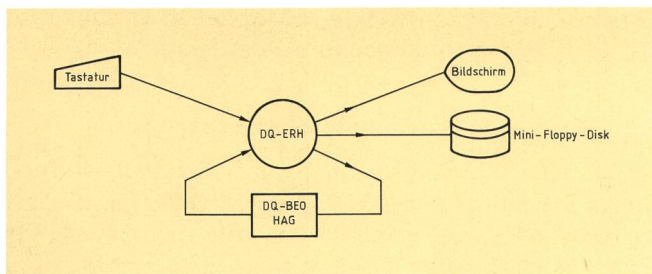 Tastatur
Bildschirm
DQ-ERH
Mini-Floppy-Disk
DQ-BEO
HAG